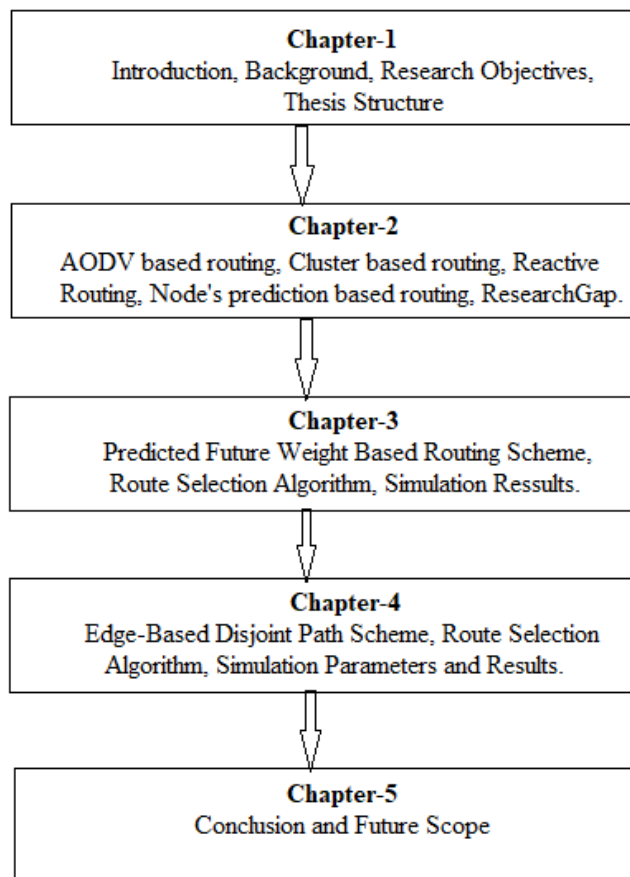 Chapter-1
Introduction, Background, Research Objectives,
Thesis Structure
Chapter-2
AODV based routing, Cluster based routing, Reactive
Routing, Node's prediction based routing, ResearchGap.
Chapter-3
Predicted Future Weight Based Routing Scheme,
Route Selection Algorithm, Simulation Ressults.
Chapter-4
Edge-Based Disjoint Path Scheme, Route Selection
Algorithm, Simulation Parameters and Results.
Chapter-5
Conclusion and Future Scope